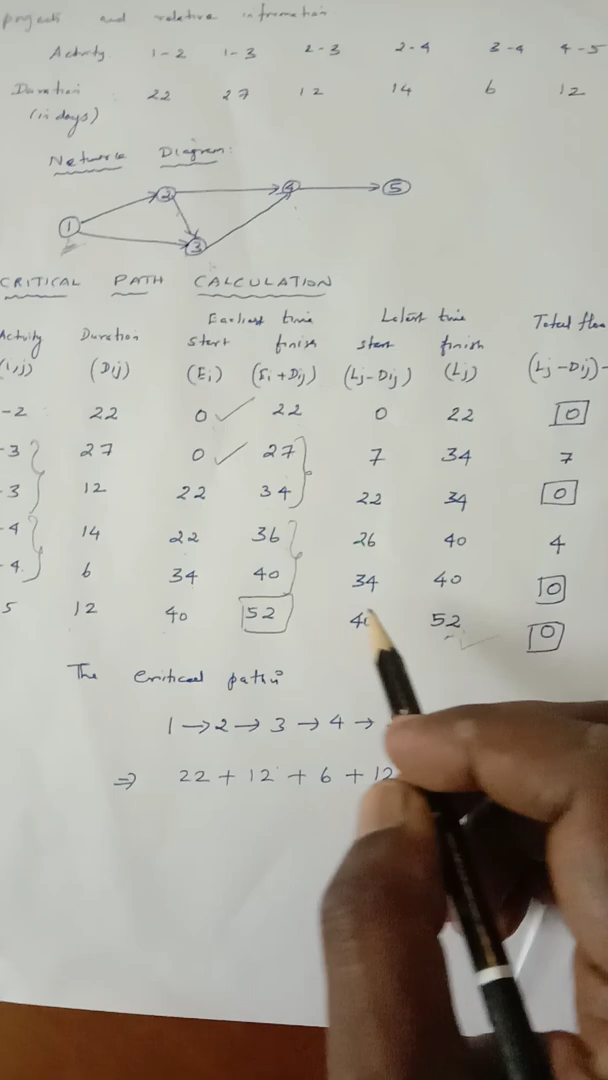 projects and relative information
Activity 1-2 1-3 2-3 2-4 3-4 4-5
Duration 22 27 12 14 6 12
(in days)
Network Diagram:
1 2 3 4 5
CRITICAL PATH CALCULATION
Earliest time Latest time Total
Activity Duration start finish start finish
(i,j) (Dij) (Ei) (Ei+Dij) (Lj-Dij) (Lj) (Lj-Dij)-
-2 22 0 22 0 22 0
-3 27 0 27 7 34 7
-3 12 22 34 22 34 0
-4 14 22 36 26 40 4
-4 6 34 40 34 40 0
5 12 40 52 40 52 0
The critical path:
1 → 2 → 3 → 4 →
⇒ 22 + 12 + 6 + 12